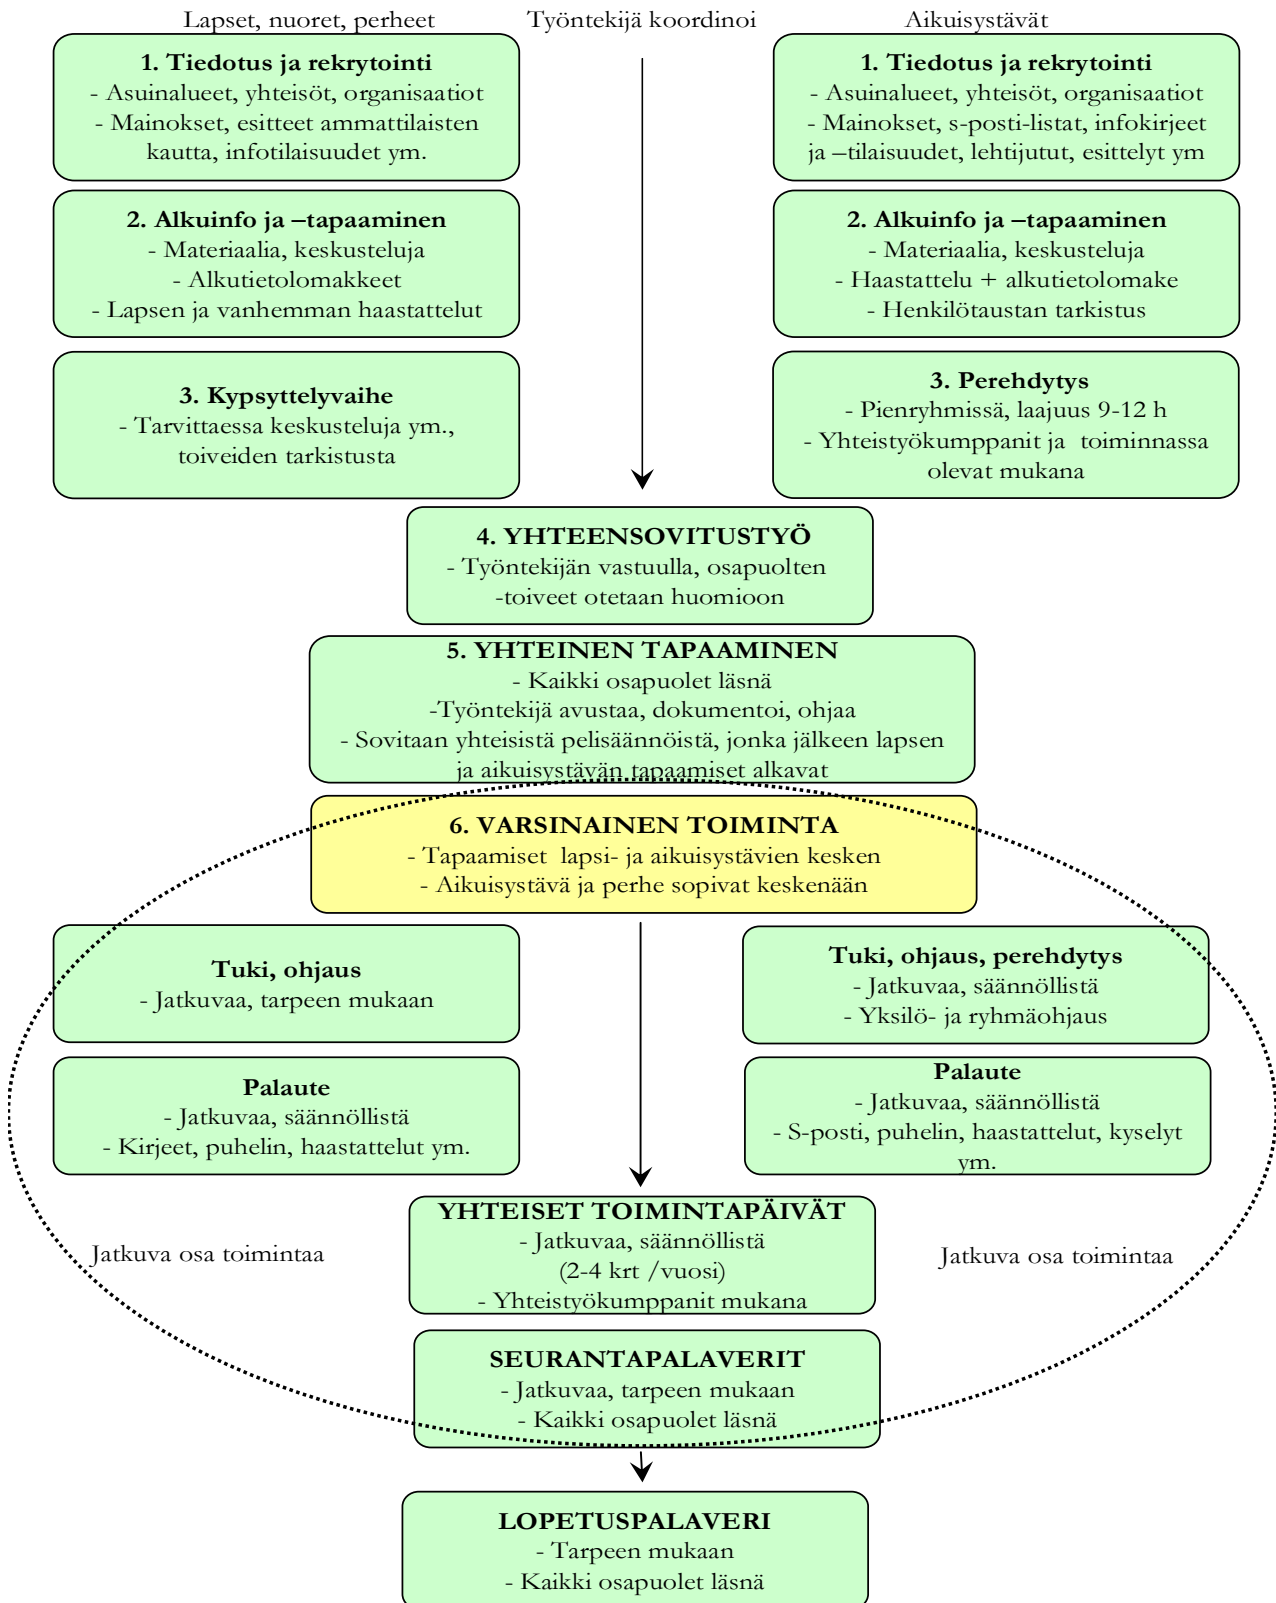 Lapset, nuoret, perheet
Työntekijä koordinoi
Aikuisystävät
1. Tiedotus ja rekrytointi
- Asuinalueet, yhteisöt, organisaatiot
- Mainokset, esitteet ammattilaisten
kautta, infotilaisuudet ym.
1. Tiedotus ja rekrytointi
- Asuinalueet, yhteisöt, organisaatiot
- Mainokset, s-posti-listat, infokirjeet
ja –tilaisuudet, lehtijutut, esittelyt ym
2. Alkuinfo ja –tapaaminen
- Materiaalia, keskusteluja
- Alkutietolomakkeet
- Lapsen ja vanhemman haastattelut
2. Alkuinfo ja –tapaaminen
- Materiaalia, keskusteluja
- Haastattelu + alkutietolomake
- Henkilötaustan tarkistus
3. Kypsyttelyvaihe
- Tarvittaessa keskusteluja ym.,
toiveiden tarkistusta
3. Perehdytys
- Pienryhmissä, laajuus 9-12 h
- Yhteistyökumppanit ja toiminnassa
olevat mukana
4. YHTEENSOVITUSTYÖ
- Työntekijän vastuulla, osapuolten
-toiveet otetaan huomioon
5. YHTEINEN TAPAAMINEN
- Kaikki osapuolet läsnä
-Työntekijä avustaa, dokumentoi, ohjaa
- Sovitaan yhteisistä pelisäännöistä, jonka jälkeen lapsen
ja aikuisystävän tapaamiset alkavat
6. VARSINAINEN TOIMINTA
- Tapaamiset lapsi- ja aikuisystävien kesken
- Aikuisystävä ja perhe sopivat keskenään
Tuki, ohjaus
- Jatkuvaa, tarpeen mukaan
Tuki, ohjaus, perehdytys
- Jatkuvaa, säännöllistä
- Yksilö- ja ryhmäohjaus
Palaute
- Jatkuvaa, säännöllistä
- Kirjeet, puhelin, haastattelut ym.
Palaute
- Jatkuvaa, säännöllistä
- S-posti, puhelin, haastattelut, kyselyt
ym.
YHTEISET TOIMINTAPÄIVÄT
- Jatkuvaa, säännöllistä
(2-4 krt /vuosi)
- Yhteistyökumppanit mukana
Jatkuva osa toimintaa
Jatkuva osa toimintaa
SEURANTAPALAVERIT
- Jatkuvaa, tarpeen mukaan
- Kaikki osapuolet läsnä
LOPETUSPALAVERI
- Tarpeen mukaan
- Kaikki osapuolet läsnä